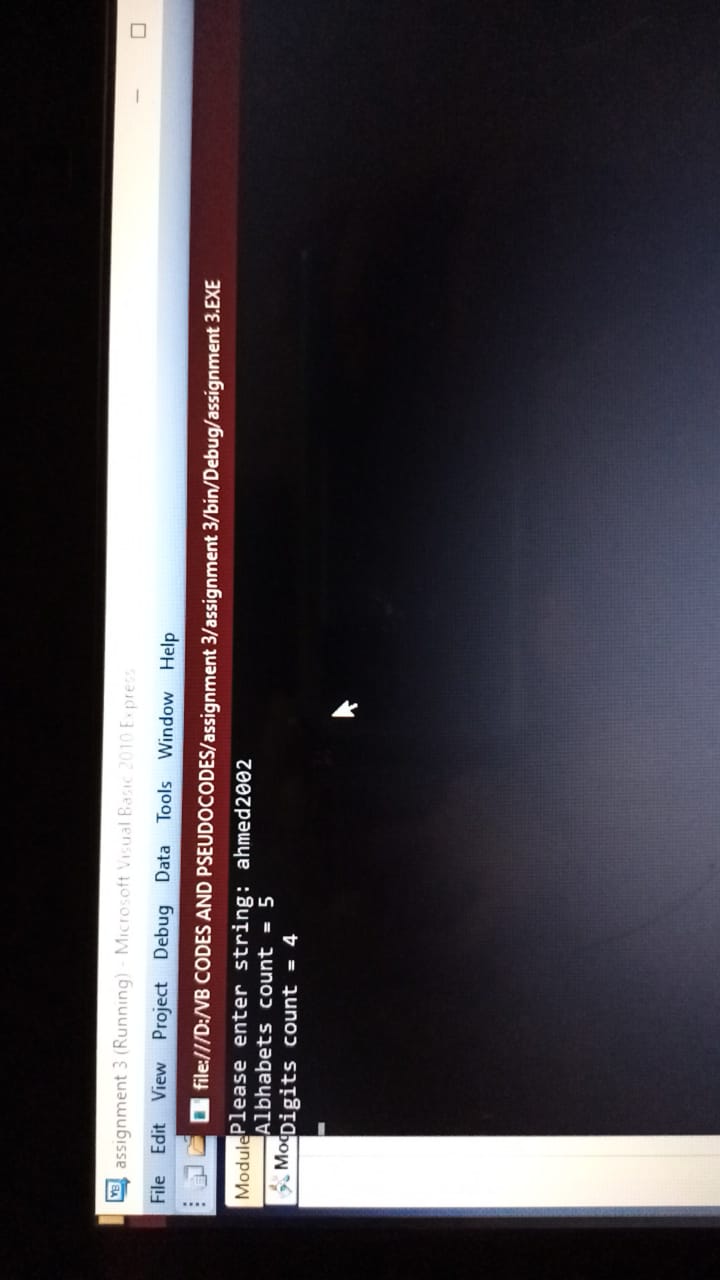 assignment 3 (Running) - Microsoft Visual Basic 2010 Express
File Edit View Project Debug Data Tools Window Help
file:///D:/VB CODES AND PSEUDOCODES/assignment 3/assignment 3/bin/Debug/assignment 3.EXE
Module
Please enter string: ahmed2002
Albhabets count = 5
Moc
Digits count = 4